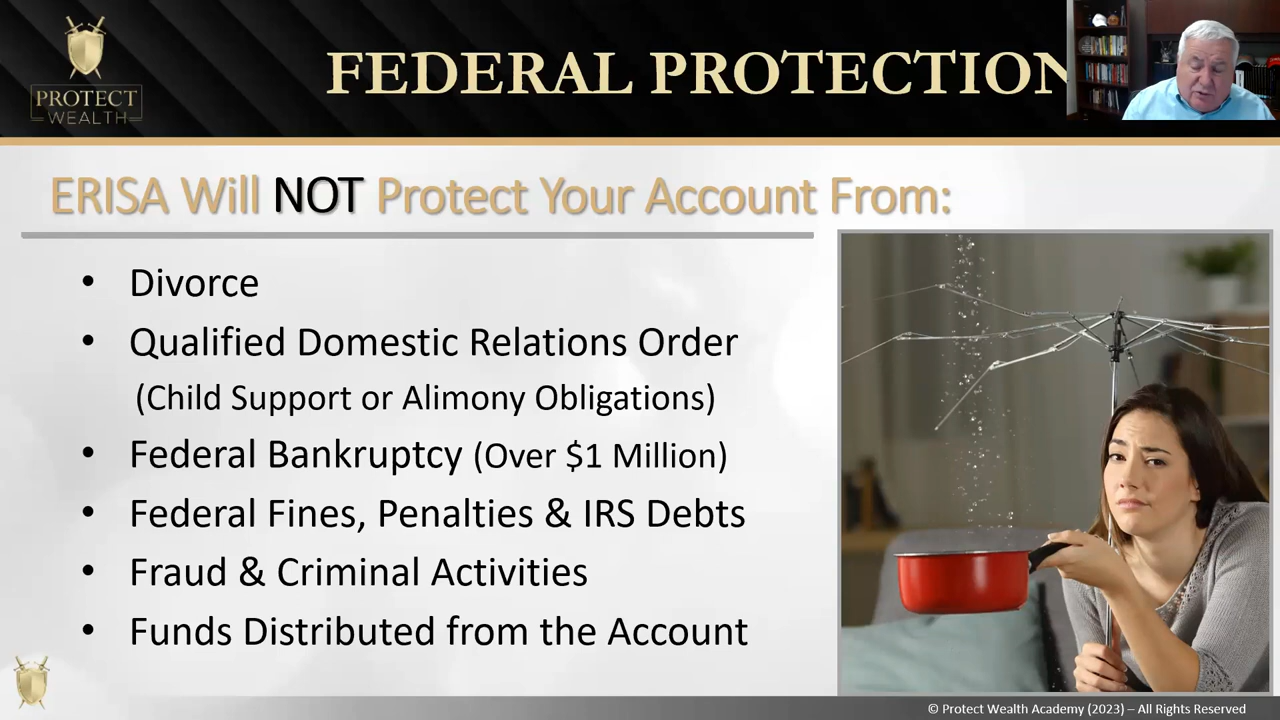 PROTECT
WEALTH
FEDERAL PROTECTION
ERISA Will NOT Protect Your Account From:
• Divorce
• Qualified Domestic Relations Order
(Child Support or Alimony Obligations)
• Federal Bankruptcy (Over $1 Million)
• Federal Fines, Penalties & IRS Debts
• Fraud & Criminal Activities
• Funds Distributed from the Account
© Protect Wealth Academy (2023) – All Rights Reserved